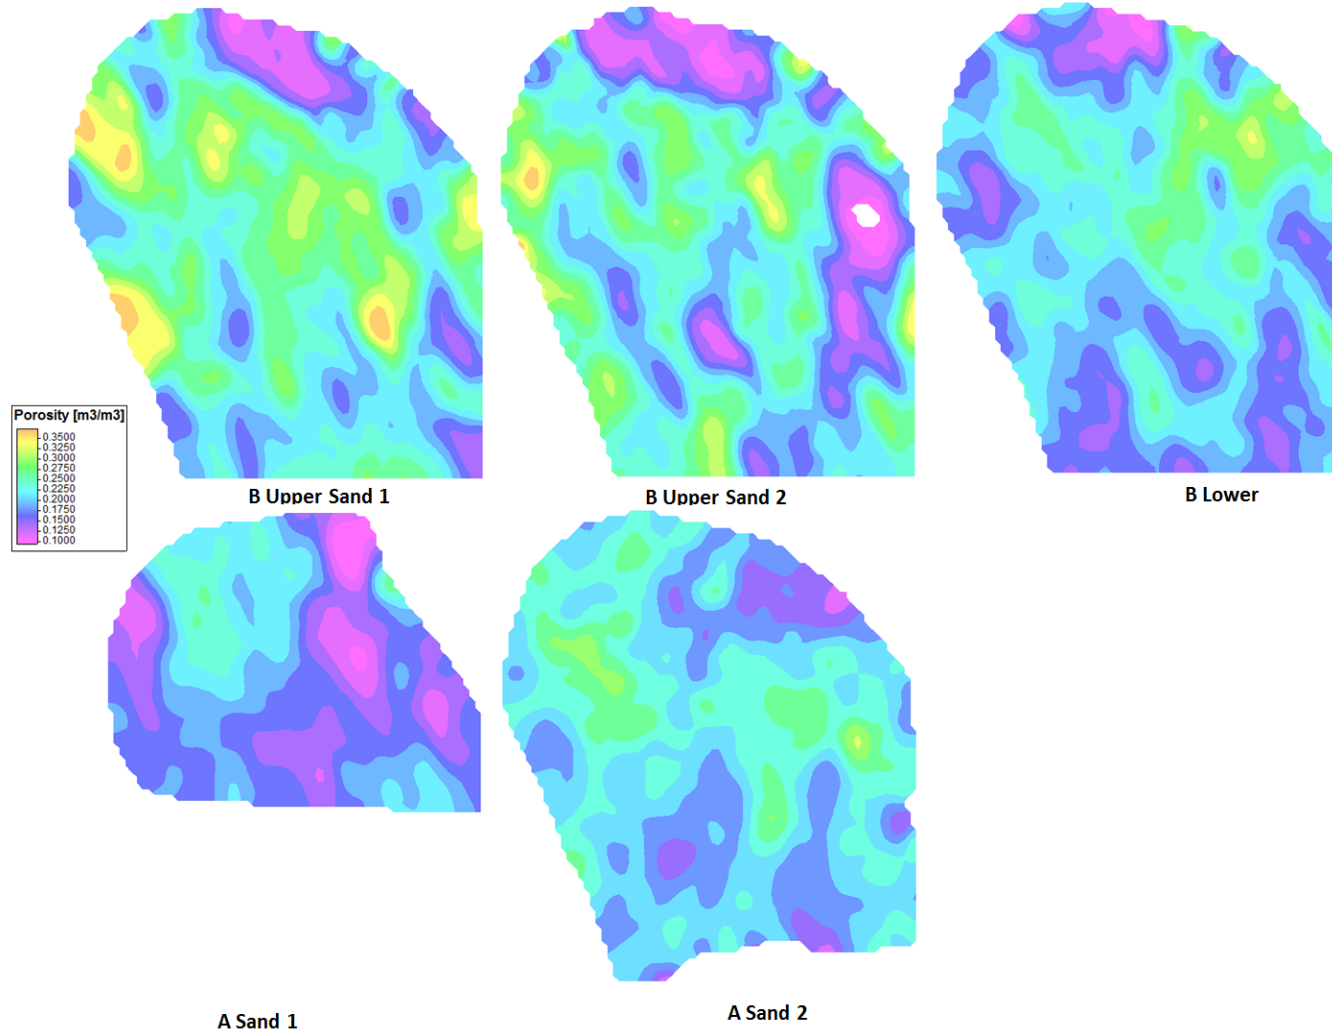 Porosity [m3/m3]
0.3500
0.3250
0.3000
0.2750
0.2500
0.2250
0.2000
0.1750
0.1500
0.1250
0.1000
B Upper Sand 1
B Upper Sand 2
B Lower
A Sand 1
A Sand 2